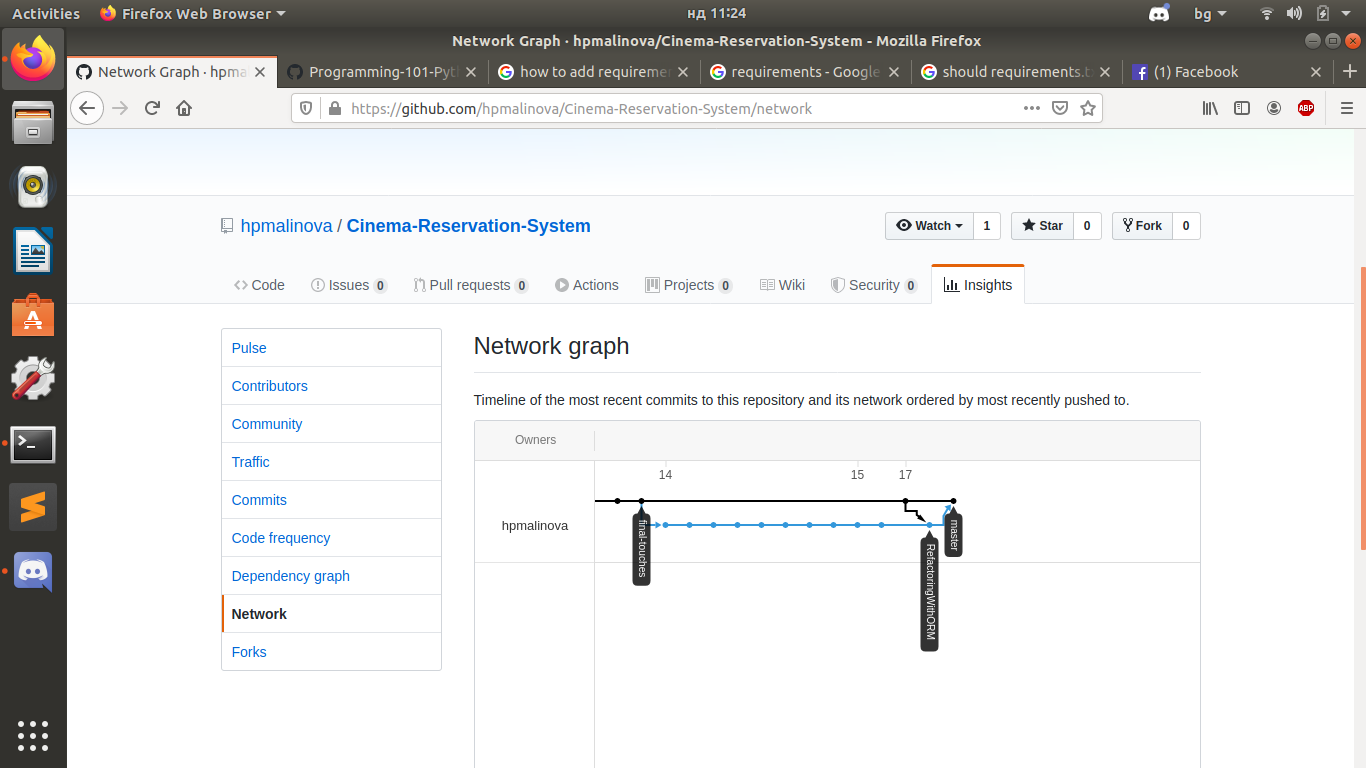 Activities Firefox Web Browser нд 11:24 bg
Network Graph · hpmalinova/Cinema-Reservation-System - Mozilla Firefox
Network Graph · hpma Programming-101-Pyt how to add requiremen requirements - Google should requirements.t (1) Facebook
https://github.com/hpmalinova/Cinema-Reservation-System/network ABP
hpmalinova / Cinema-Reservation-System Watch 1 Star 0 Fork 0
Code Issues 0 Pull requests 0 Actions Projects 0 Wiki Security 0 Insights
Pulse
Contributors
Community
Traffic
Commits
Code frequency
Dependency graph
Network
Forks
Network graph
Timeline of the most recent commits to this repository and its network ordered by most recently pushed to.
Owners
14 15 17
hpmalinova
final-touches
RefactoringWithORM
master